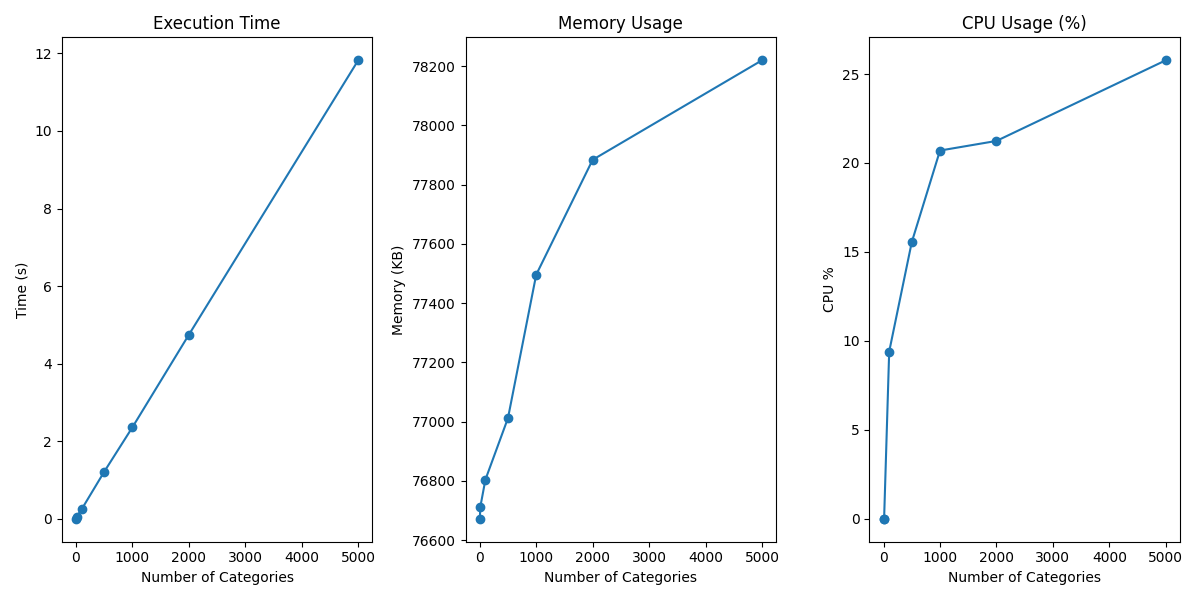 Execution Time
Time (s)
12
10
8
6
4
2
0
0 1000 2000 3000 4000 5000
Number of Categories
Memory Usage
Memory (KB)
78200
78000
77800
77600
77400
77200
77000
76800
76600
0 1000 2000 3000 4000 5000
Number of Categories
CPU Usage (%)
CPU %
25
20
15
10
5
0
0 1000 2000 3000 4000 5000
Number of Categories